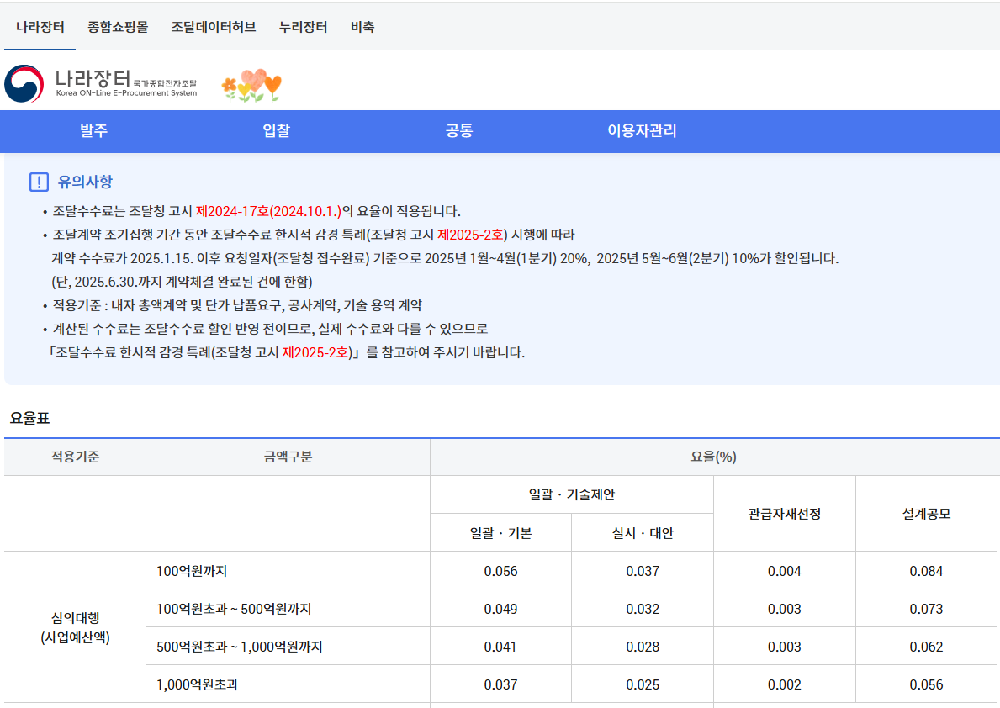 나라장터 종합쇼핑몰 조달데이터허브 누리장터 비축
나라장터 국가종합전자조달
Korea ON-Line E-Procurement System
발주 입찰 공통 이용자관리
유의사항
• 조달수수료는 조달청 고시 제2024-17호(2024.10.1.)의 요율이 적용됩니다.
• 조달계약 조기집행 기간 동안 조달수수료 한시적 감경 특례(조달청 고시 제2025-2호) 시행에 따라
계약 수수료가 2025.1.15. 이후 요청일자(조달청 접수완료) 기준으로 2025년 1월~4월(1분기) 20%, 2025년 5월~6월(2분기) 10%가 할인됩니다.
(단, 2025.6.30.까지 계약체결 완료된 건에 한함)
• 적용기준 : 내자 총액계약 및 단가 납품요구, 공사계약, 기술 용역 계약
• 계산된 수수료는 조달수수료 할인 반영 전이므로, 실제 수수료와 다를 수 있으므로
「조달수수료 한시적 감경 특례(조달청 고시 제2025-2호)」를 참고하여 주시기 바랍니다.
요율표
적용기준 금액구분 요율(%)
일괄 · 기술제안 관급자재선정 설계공모
일괄 · 기본 실시 · 대안
심의대행
(사업예산액)
100억원까지 0.056 0.037 0.004 0.084
100억원초과 ~ 500억원까지 0.049 0.032 0.003 0.073
500억원초과 ~ 1,000억원까지 0.041 0.028 0.003 0.062
1,000억원초과 0.037 0.025 0.002 0.056